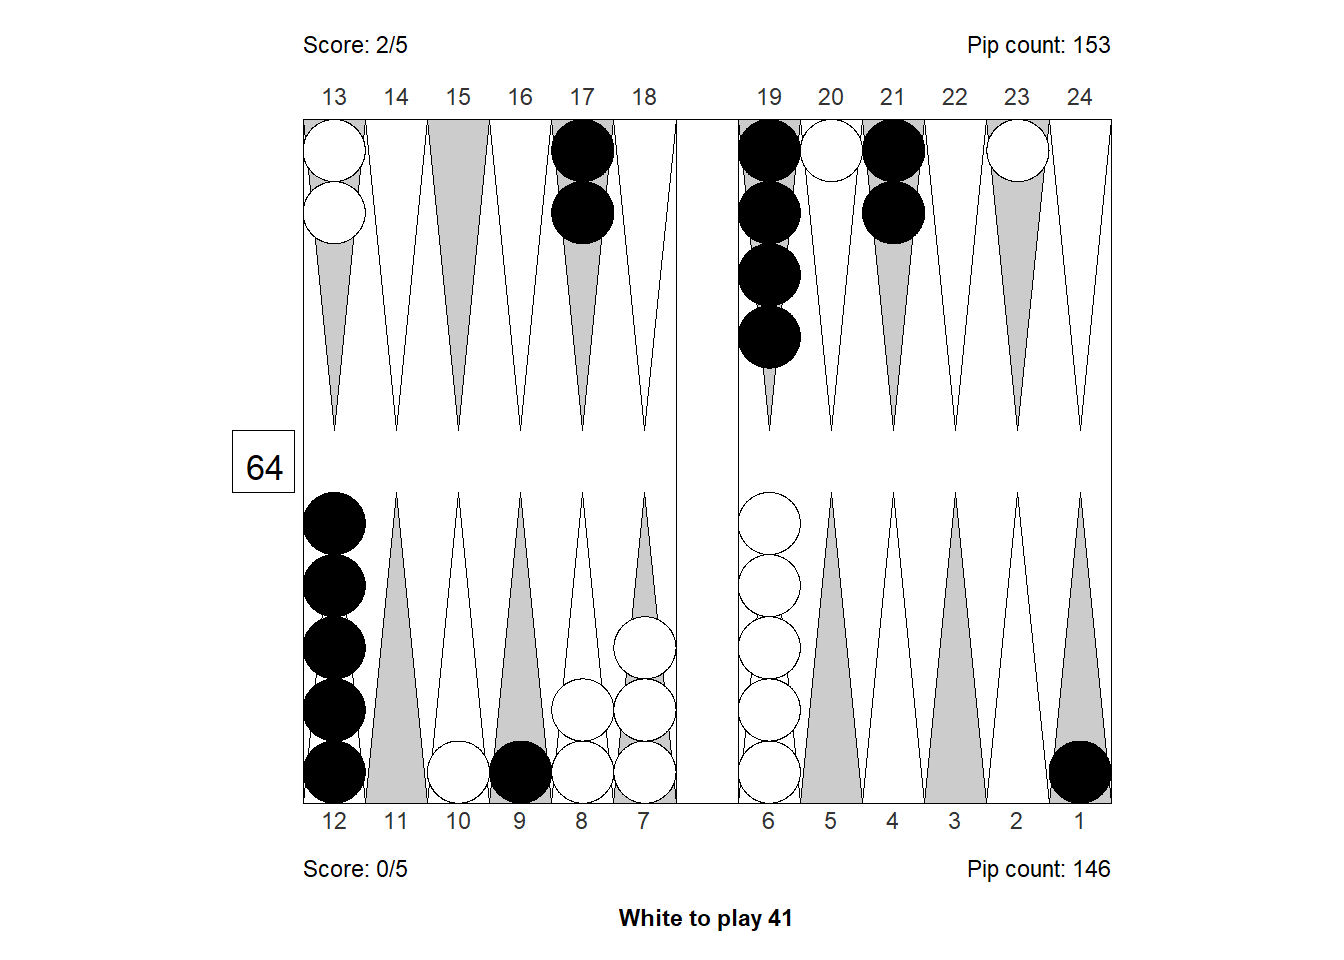 Score: 2/5 Pip count: 153
13 14 15 16 17 18 19 20 21 22 23 24
64
12 11 10 9 8 7 6 5 4 3 2 1
Score: 0/5 Pip count: 146
White to play 41